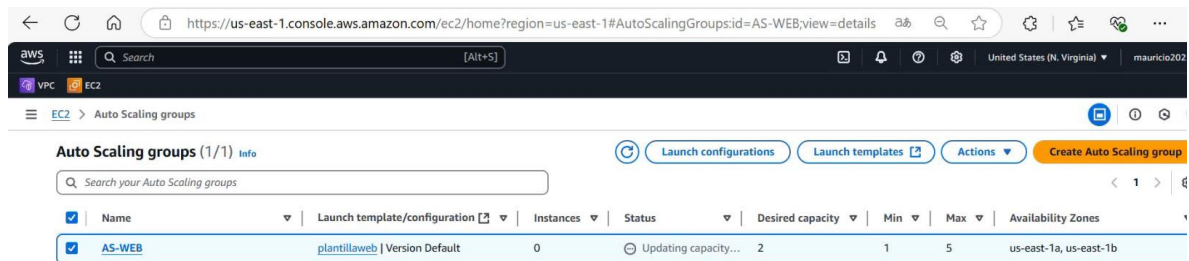 https://us-east-1.console.aws.amazon.com/ec2/home?region=us-east-1#AutoScalingGroups:id=AS-WEB;view=details aあ
aws Search [Alt+S] United States (N. Virginia) ▼ mauricio202
VPC EC2
EC2 > Auto Scaling groups
Auto Scaling groups (1/1) Info Launch configurations Launch templates Actions ▼ Create Auto Scaling group
Search your Auto Scaling groups < 1 >
Name Launch template/configuration Instances Status Desired capacity Min Max Availability Zones
AS-WEB plantillaweb | Version Default 0 Updating capacity... 2 1 5 us-east-1a, us-east-1b